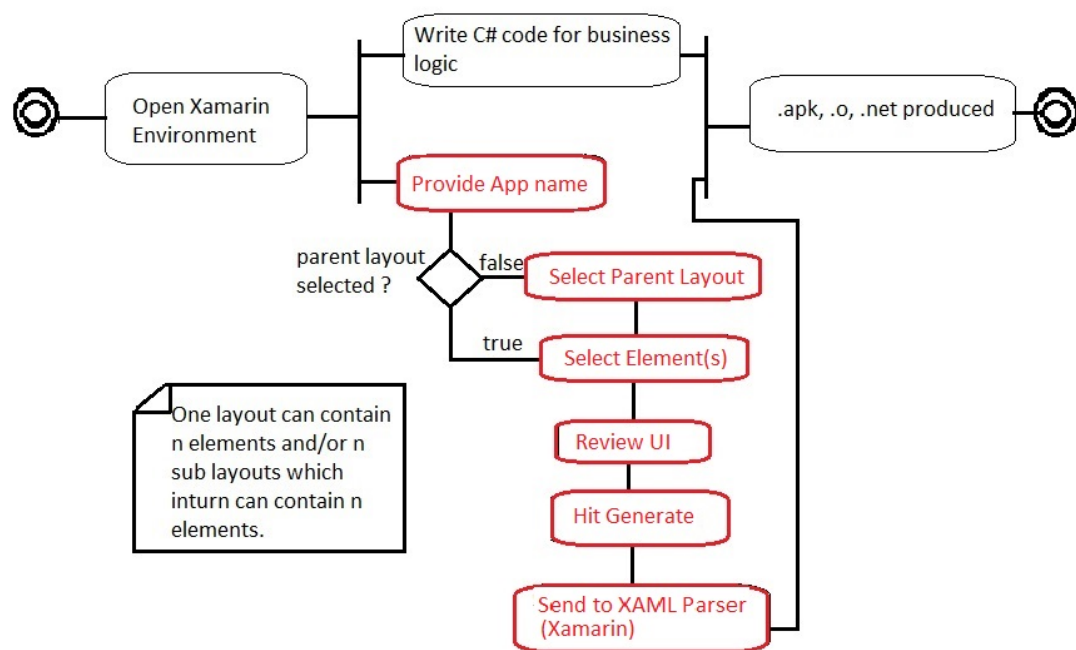 Write C# code for business
logic
Open Xamarin
Environment
.apk, .o, .net produced
Provide App name
parent layout
selected ?
false
Select Parent Layout
true
Select Element(s)
One layout can contain
n elements and/or n
sub layouts which
inturn can contain n
elements.
Review UI
Hit Generate
Send to XAML Parser
(Xamarin)